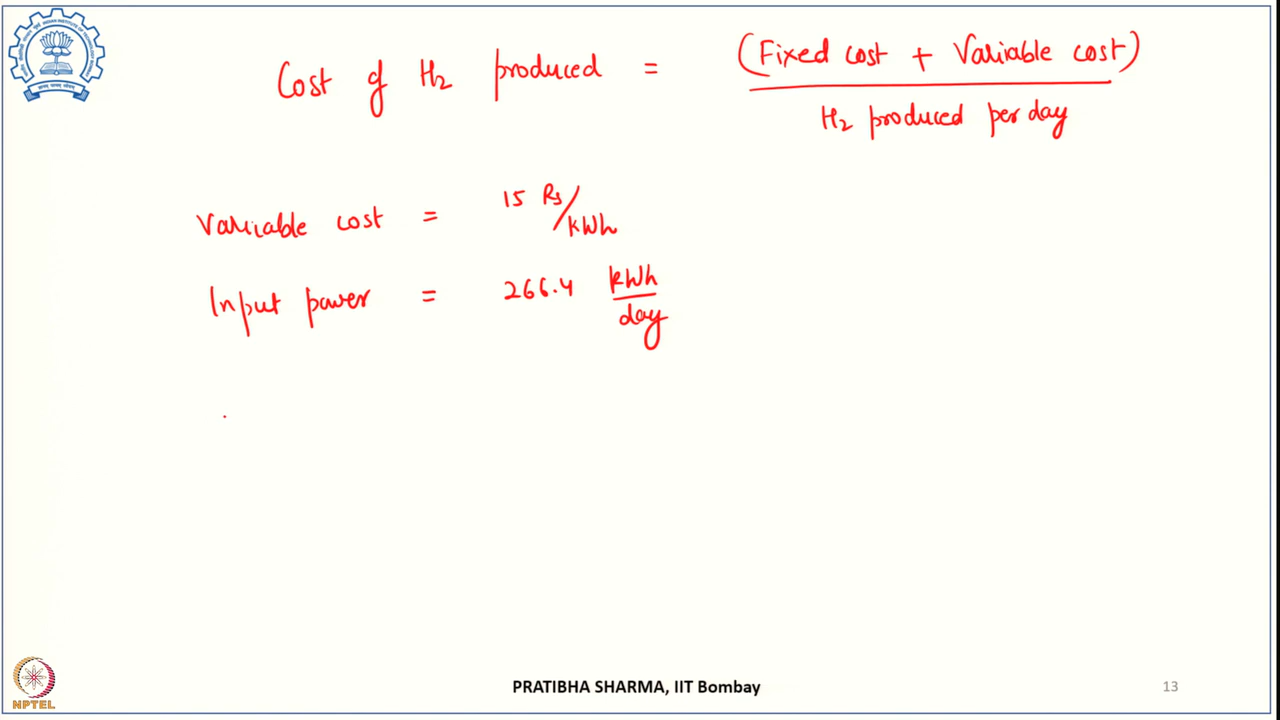 Cost of H2 produced = (Fixed cost + Variable cost)
H2 produced per day
Variable cost = 15 Rs/kWh
Input power = 266.4 kWh
day
NPTEL
PRATIBHA SHARMA, IIT Bombay
13